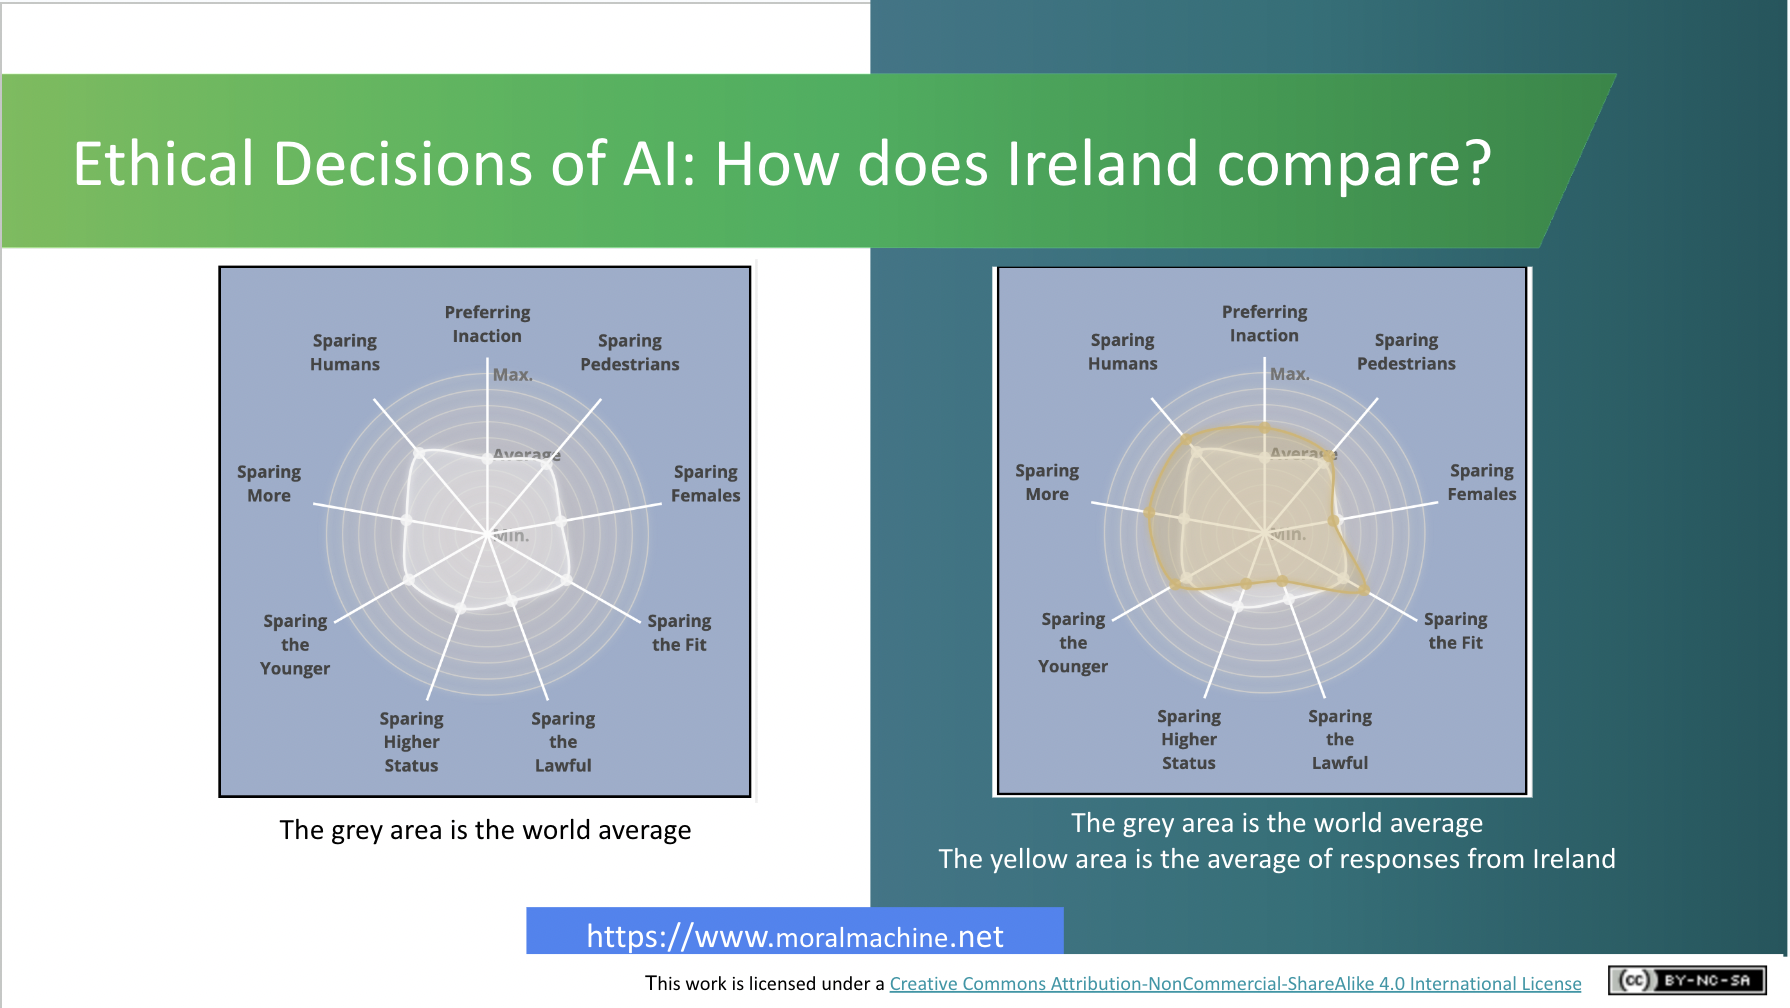 Ethical Decisions of AI: How does Ireland compare?
Preferring
Inaction
Sparing
Humans
Sparing
Pedestrians
Max.
Average
Min.
Sparing
More
Sparing
Females
Sparing
the
Younger
Sparing
the Fit
Sparing
Higher
Status
Sparing
the
Lawful
The grey area is the world average
Preferring
Inaction
Sparing
Humans
Sparing
Pedestrians
Max.
Average
Min.
Sparing
More
Sparing
Females
Sparing
the
Younger
Sparing
the Fit
Sparing
Higher
Status
Sparing
the
Lawful
The grey area is the world average
The yellow area is the average of responses from Ireland
https://www.moralmachine.net
This work is licensed under a Creative Commons Attribution-NonCommercial-ShareAlike 4.0 International License
cc BY-NC-SA